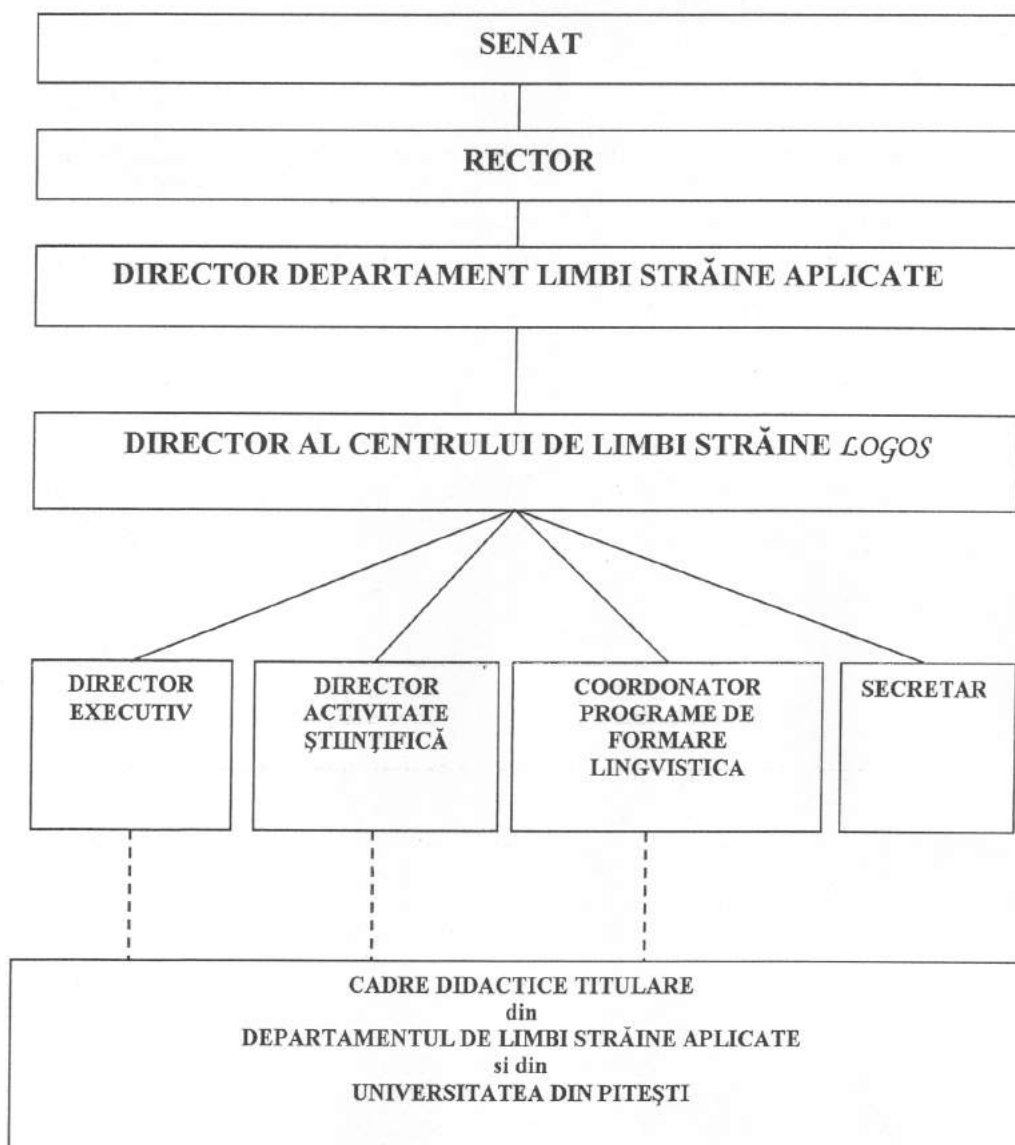 SENAT
RECTOR
DIRECTOR DEPARTAMENT LIMBI STRĂINE APLICATE
DIRECTOR AL CENTRULUI DE LIMBI STRĂINE LOGOS
DIRECTOR
EXECUTIV
DIRECTOR
ACTIVITATE
ŞTIINŢIFICĂ
COORDONATOR
PROGRAME DE
FORMARE
LINGVISTICA
SECRETAR
CADRE DIDACTICE TITULARE
din
DEPARTAMENTUL DE LIMBI STRĂINE APLICATE
si din
UNIVERSITATEA DIN PITEŞTI